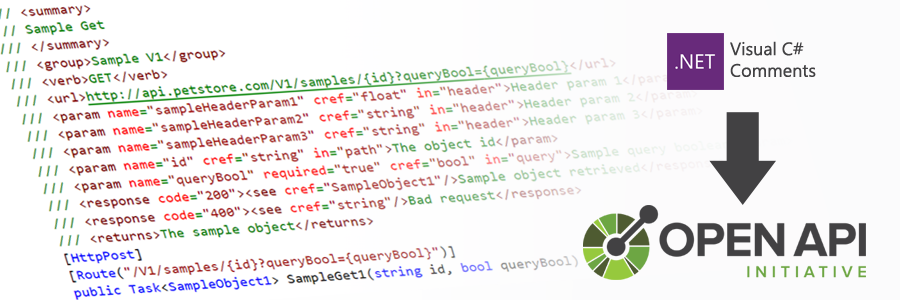 // <summary>
// Sample Get
/// </summary>
/// <group>Sample V1</group>
/// <verb>GET</verb>
/// <url>http://api.petstore.com/V1/samples/{id}?queryBool={queryBool}</url>
/// <param name="sampleHeaderParam1" cref="float" in="header">Header param 1</param>
/// <param name="sampleHeaderParam2" cref="string" in="header">Header param 2</para
/// <param name="sampleHeaderParam3" cref="string" in="header">Header param 3</p
/// <param name="id" cref="string" in="path">The object id</param>
/// <param name="queryBool" required="true" cref="bool" in="query">Sample query boolea
/// <response code="200"><see cref="SampleObject1"/>Sample object retrieved</respon
/// <response code="400"><see cref="string"/>Bad request</response>
/// <returns>The sample object</returns>
[HttpPost]
[Route("/V1/samples/{id}?queryBool={queryBool}")]
public Task<SampleObject1> SampleGet1(string id, bool queryBool)
.NET
Visual C#
Comments
OPEN API
INITIATIVE